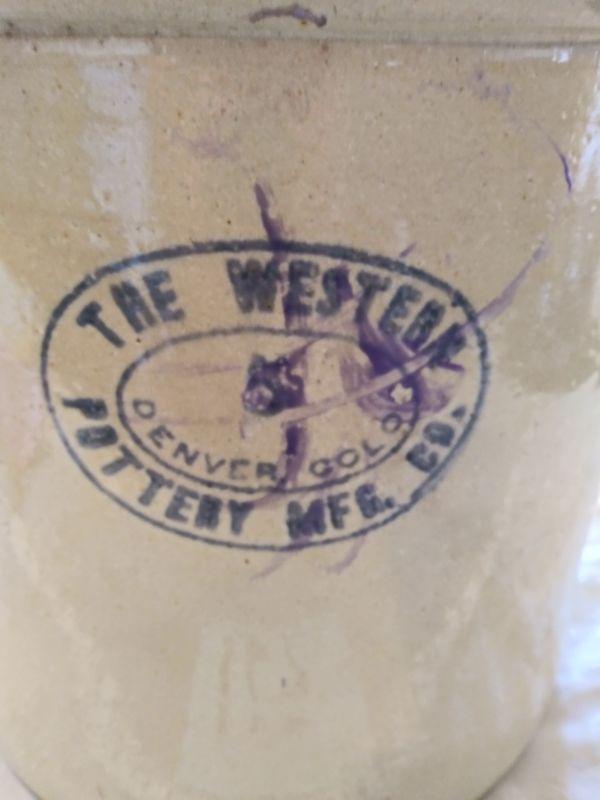 THE WESTERN
DENVER, COLO.
POTTERY MFG. CO.